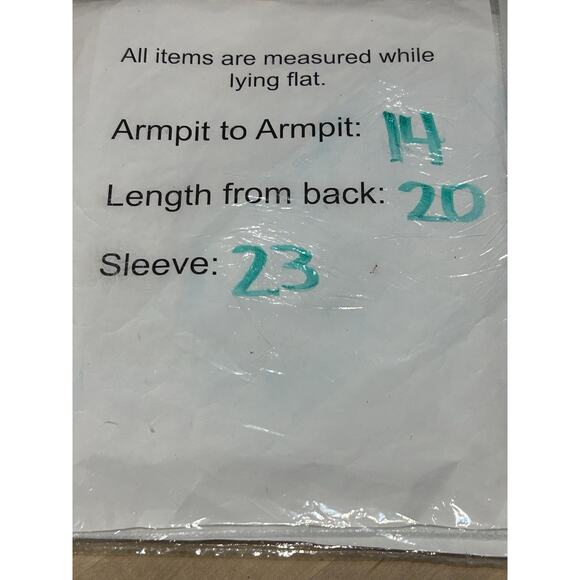 All items are measured while
lying flat.
Armpit to Armpit: 14
Length from back: 20
Sleeve: 23